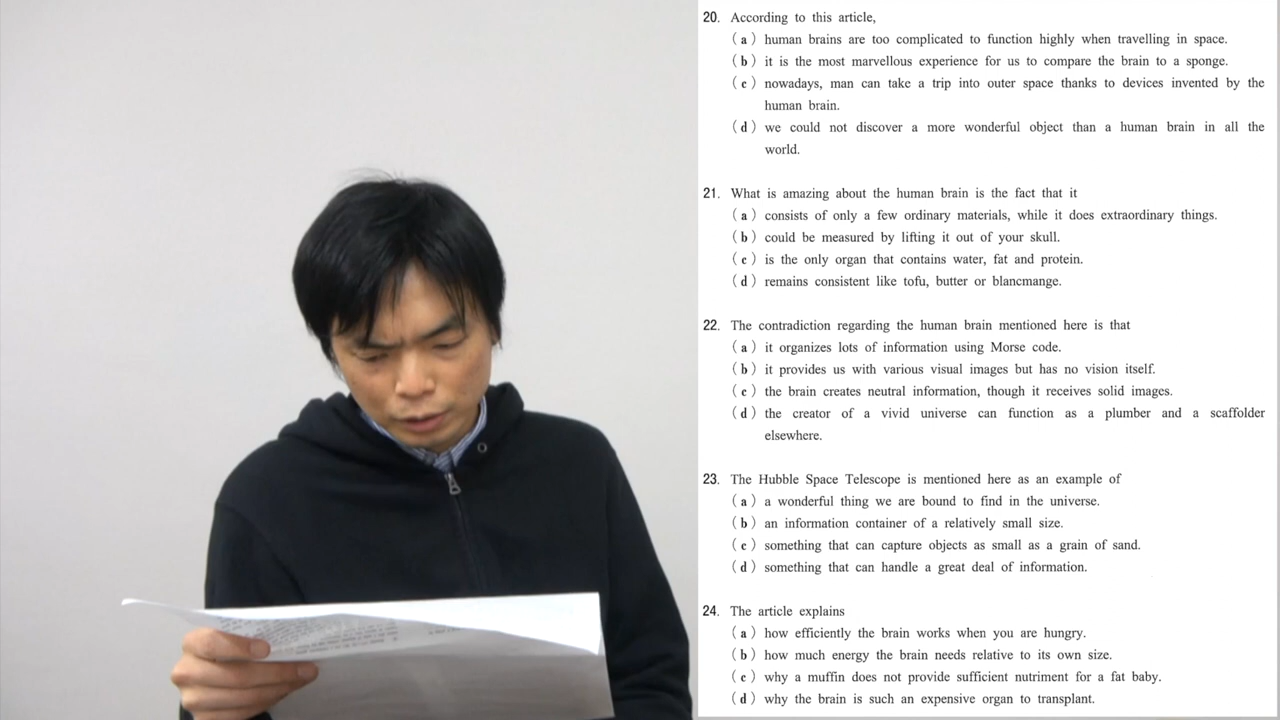 20. According to this article,
(a) human brains are too complicated to function highly when travelling in space.
(b) it is the most marvellous experience for us to compare the brain to a sponge.
(c) nowadays, man can take a trip into outer space thanks to devices invented by the
human brain.
(d) we could not discover a more wonderful object than a human brain in all the
world.
21. What is amazing about the human brain is the fact that it
(a) consists of only a few ordinary materials, while it does extraordinary things.
(b) could be measured by lifting it out of your skull.
(c) is the only organ that contains water, fat and protein.
(d) remains consistent like tofu, butter or blancmange.
22. The contradiction regarding the human brain mentioned here is that
(a) it organizes lots of information using Morse code.
(b) it provides us with various visual images but has no vision itself.
(c) the brain creates neutral information, though it receives solid images.
(d) the creator of a vivid universe can function as a plumber and a scaffolder
elsewhere.
23. The Hubble Space Telescope is mentioned here as an example of
(a) a wonderful thing we are bound to find in the universe.
(b) an information container of a relatively small size.
(c) something that can capture objects as small as a grain of sand.
(d) something that can handle a great deal of information.
24. The article explains
(a) how efficiently the brain works when you are hungry.
(b) how much energy the brain needs relative to its own size.
(c) why a muffin does not provide sufficient nutriment for a fat baby.
(d) why the brain is such an expensive organ to transplant.